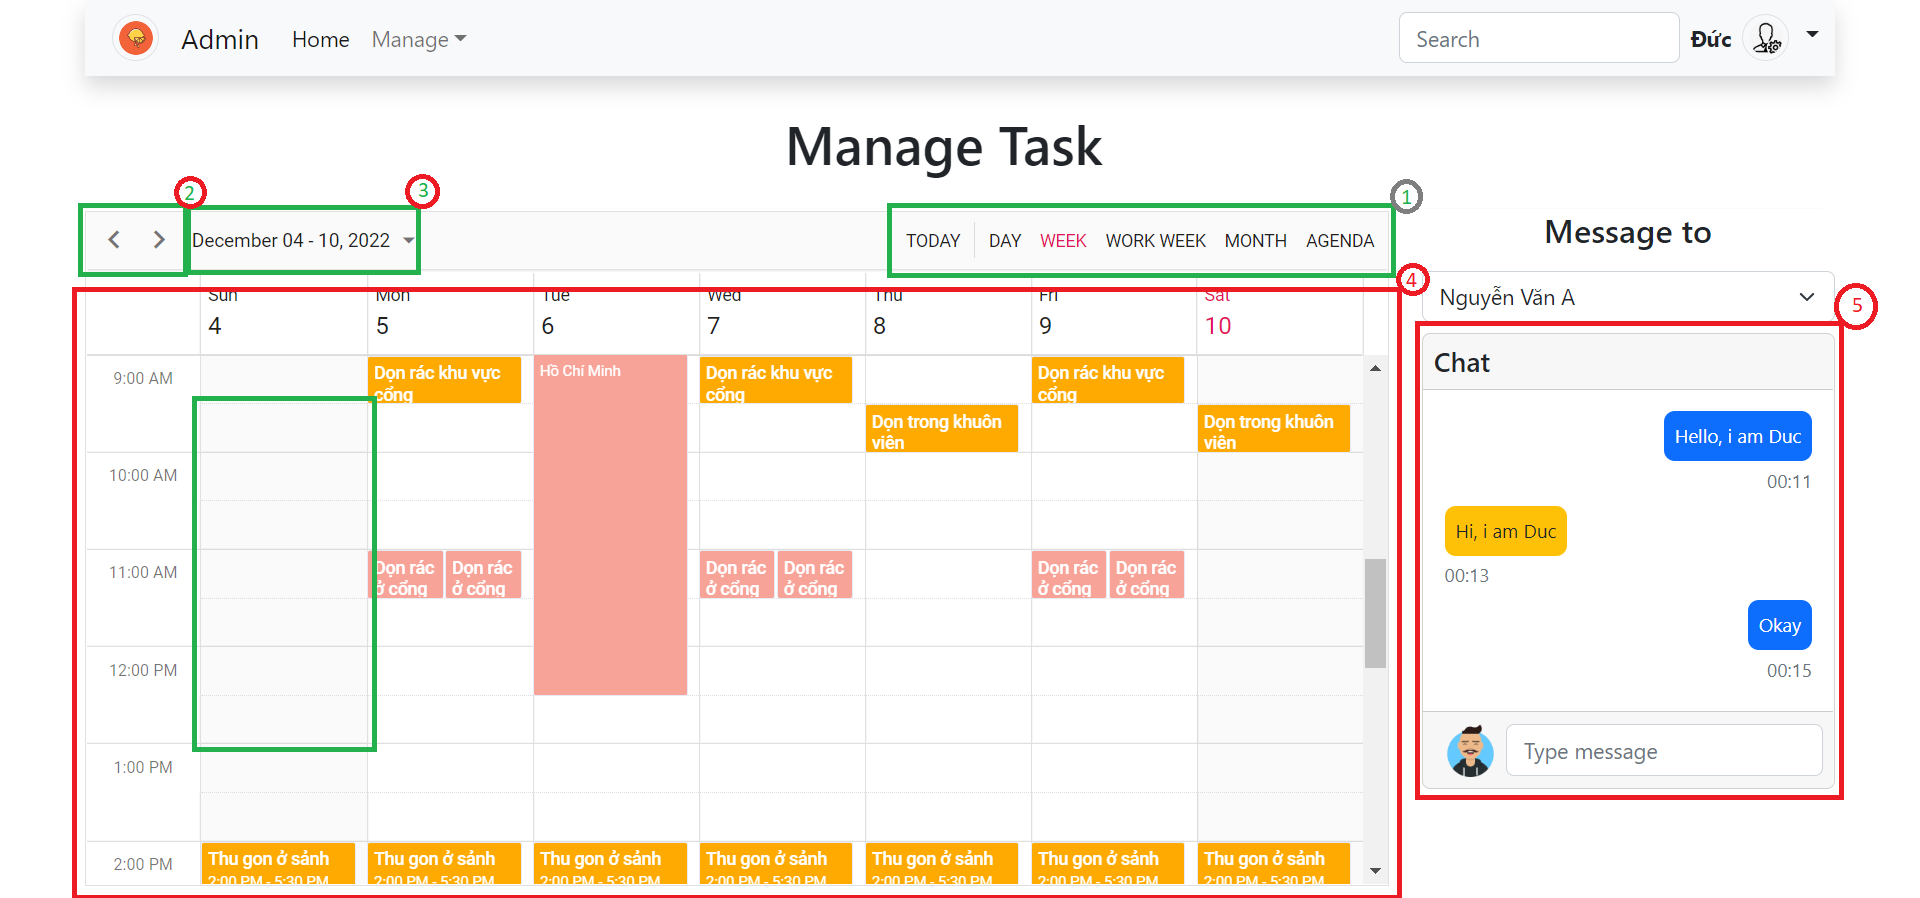 Admin Home Manage Search Đức
Manage Task
2 3 1
December 04 - 10, 2022 TODAY DAY WEEK WORK WEEK MONTH AGENDA
Message to
4 Nguyễn Văn A 5
Sun Mon Tue Wed Thu Fri Sat
4 5 6 7 8 9 10
Chat
9:00 AM
Dọn rác khu vực
cổng
Hồ Chí Minh
Dọn rác khu vực
cổng
Dọn rác khu vực
cổng
Dọn trong khuôn
viên
Dọn trong khuôn
viên
Hello, i am Duc
00:11
10:00 AM
Hi, i am Duc
00:13
11:00 AM
Dọn rác
ở cổng
Dọn rác
ở cổng
Dọn rác
ở cổng
Dọn rác
ở cổng
Dọn rác
ở cổng
Dọn rác
ở cổng
Okay
00:15
12:00 PM
1:00 PM
Type message
2:00 PM
Thu gon ở sảnh
2:00 PM - 5:30 PM
Thu gon ở sảnh
2:00 PM - 5:30 PM
Thu gon ở sảnh
2:00 PM - 5:30 PM
Thu gon ở sảnh
2:00 PM - 5:30 PM
Thu gon ở sảnh
2:00 PM - 5:30 PM
Thu gon ở sảnh
2:00 PM - 5:30 PM
Thu gon ở sảnh
2:00 PM - 5:30 PM